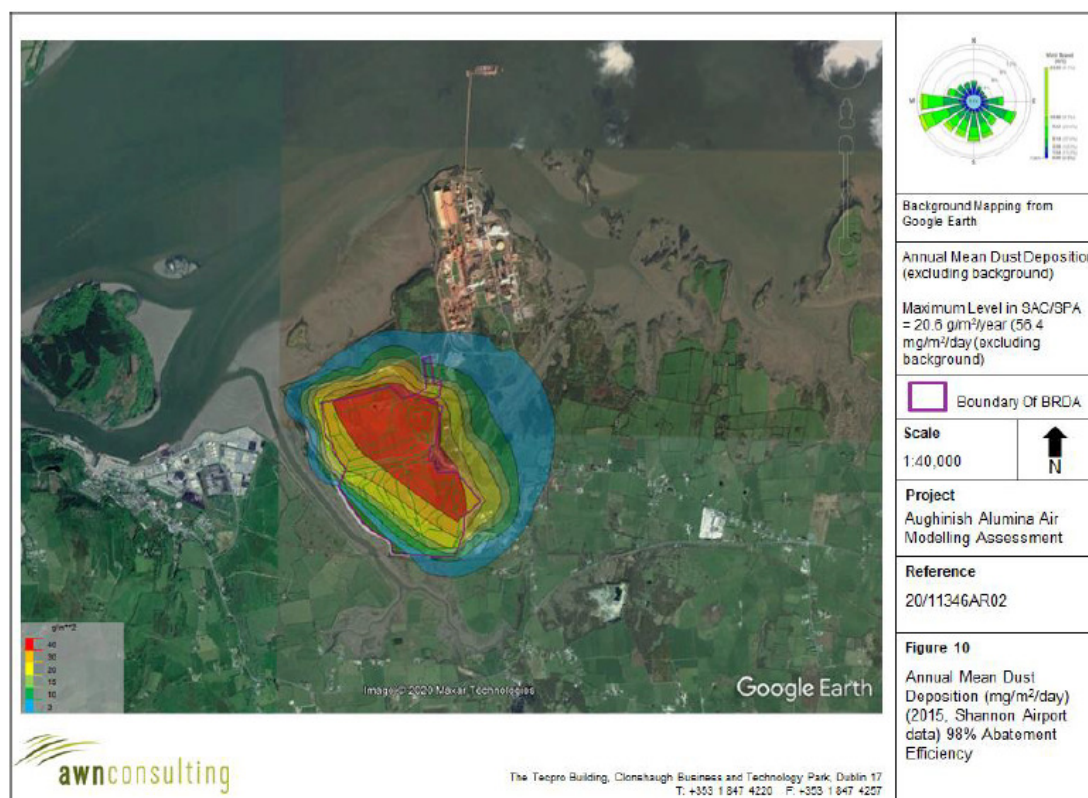 N
Wind Speed
W
E
S
Background Mapping from
Google Earth
Annual Mean Dust Deposition
(excluding background)
Maximum Level in SAC/SPA
= 20.6 g/m²/year (56.4
mg/m²/day (excluding
background)
Boundary Of BRDA
Scale
1:40,000
N
Project
Aughinish Alumina Air
Modelling Assessment
Reference
20/11346AR02
Figure 10
Annual Mean Dust
Deposition (mg/m²/day)
(2015, Shannon Airport
data) 98% Abatement
Efficiency
g/m**2
40
30
20
15
10
3
Image © 2020 Maxar Technologies
Google Earth
awnconsulting
The Tecpro Building, Clonshaugh Business and Technology Park, Dublin 17
T: +353 1 847 4220 F: +353 1 847 4257